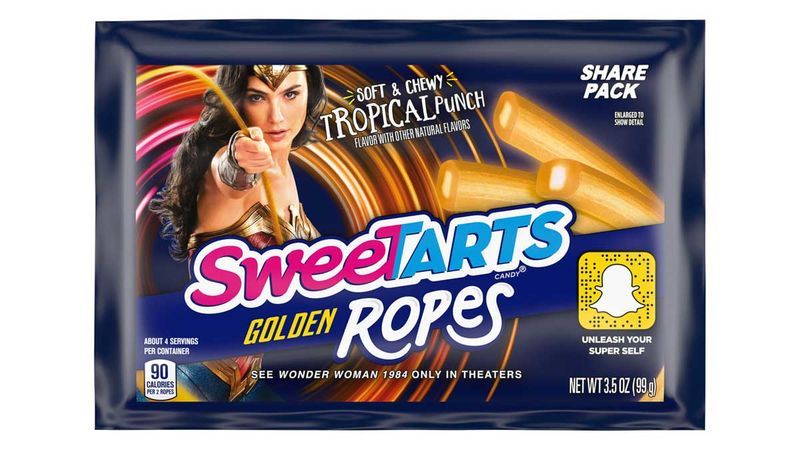 SOFT & CHEWY
TROPICAL PUNCH
FLAVOR WITH OTHER NATURAL FLAVORS
SHARE
PACK
ENLARGED TO
SHOW DETAIL
SWEETARTS
CANDY®
GOLDEN ROPES
UNLEASH YOUR
SUPER SELF
ABOUT 4 SERVINGS
PER CONTAINER
90
CALORIES
PER 2 ROPES
SEE WONDER WOMAN 1984 ONLY IN THEATERS
NET WT 3.5 OZ (99 g)